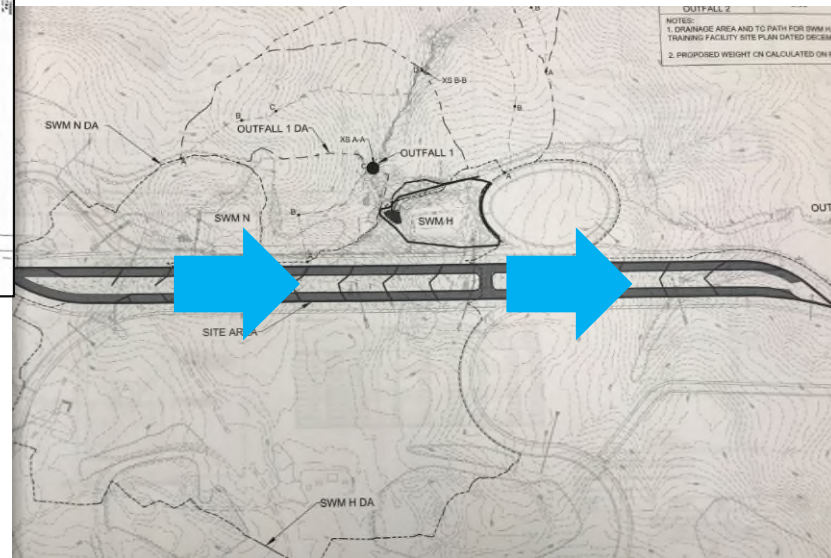 OUTFALL 2
NOTES:
1. DRAINAGE AREA AND TC PATH FOR SWM H
TRAINING FACILITY SITE PLAN DATED DECEM
2. PROPOSED WEIGHT CN CALCULATED ON
B
XS B-B
D
A
B
C
B
SWM N DA
OUTFALL 1 DA
XS A-A
OUTFALL 1
A
A
B
SWM N
SWM H
OUT
SITE AREA
SWM H DA